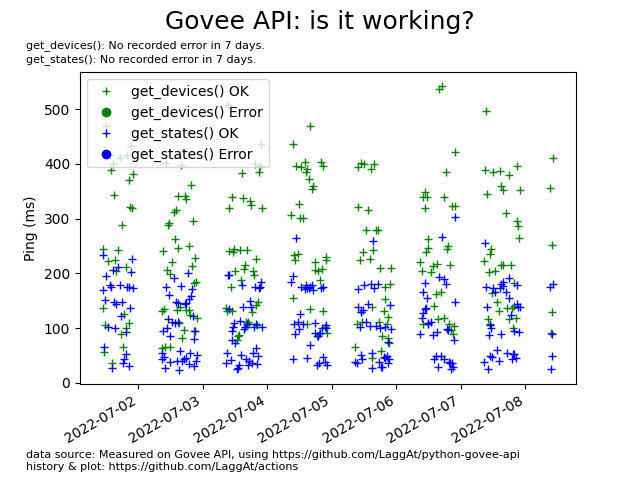 Govee API: is it working?
get_devices(): No recorded error in 7 days.
get_states(): No recorded error in 7 days.
get_devices() OK
get_devices() Error
get_states() OK
get_states() Error
Ping (ms)
500
400
300
200
100
0
2022-07-02
2022-07-03
2022-07-04
2022-07-05
2022-07-06
2022-07-07
2022-07-08
data source: Measured on Govee API, using https://github.com/LaggAt/python-govee-api
history & plot: https://github.com/LaggAt/actions